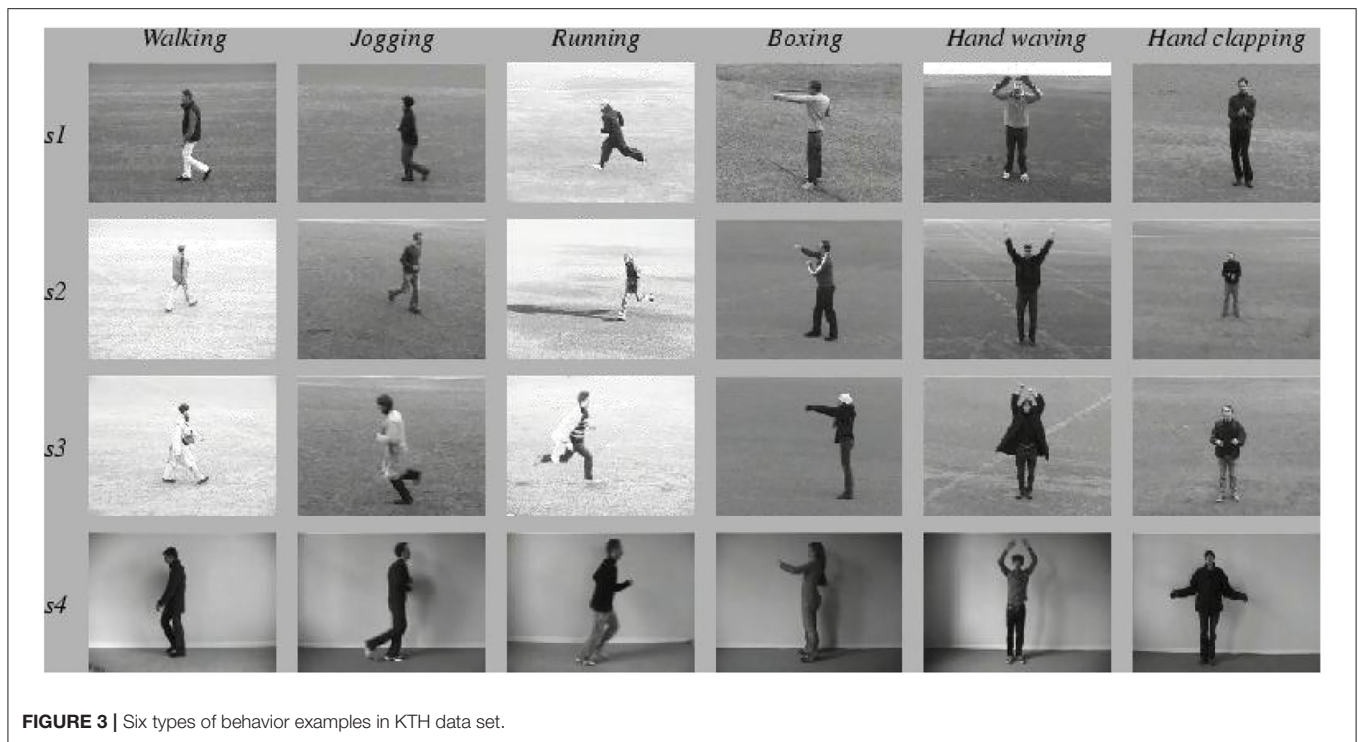 Walking Jogging Running Boxing Hand waving Hand clapping
s1
s2
s3
s4
FIGURE 3 | Six types of behavior examples in KTH data set.